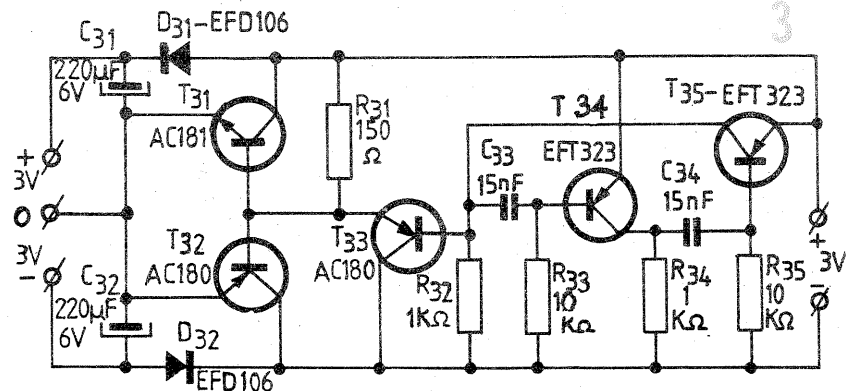 3
C31
220µF
6V
D31-EFD106
T31
AC181
R31
150
Ω
T 34
T35-EFT323
C33
15nF
EFT323
C34
15nF
+
3V
O
3V
-
T32
AC180
T33
AC180
C32
220µF
6V
D32
EFD106
R32
1KΩ
R33
10
KΩ
R34
1
KΩ
R35
10
KΩ
+
3V
-